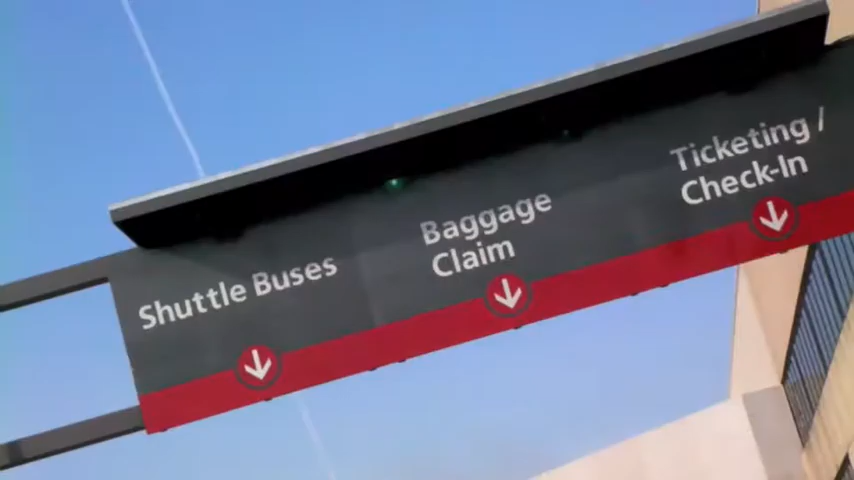 Shuttle Buses
Baggage
Claim
Ticketing /
Check-In